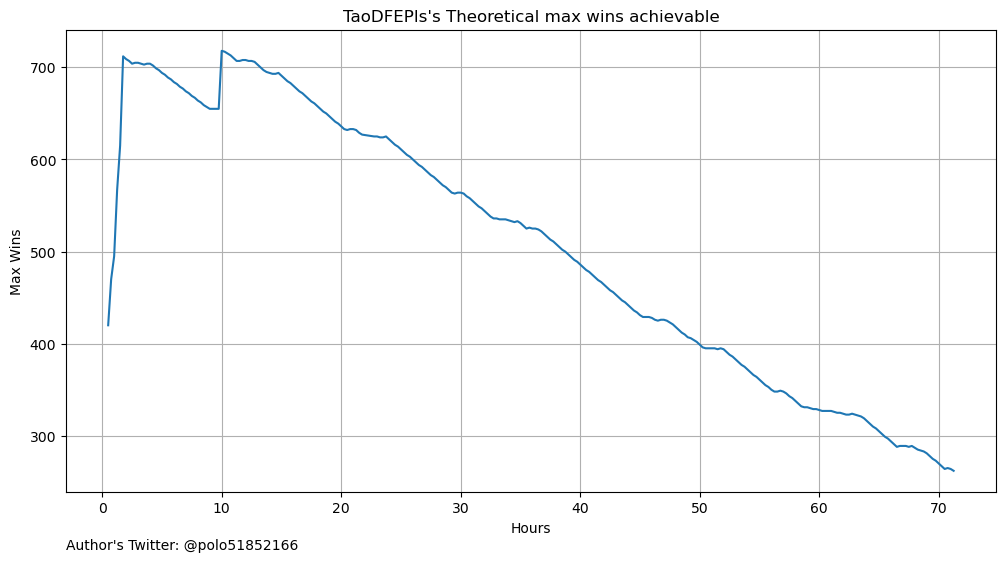 TaoDFEPIs's Theoretical max wins achievable
Max Wins
700
600
500
400
300
0 10 20 30 40 50 60 70
Hours
Author's Twitter: @polo51852166